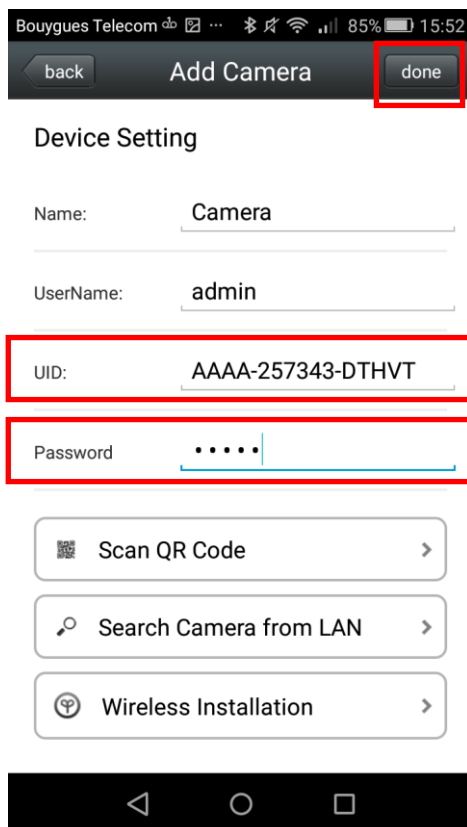 Bouygues Telecom ... 85% 15:52
back Add Camera done
Device Setting
Name: Camera
UserName: admin
UID: AAAA-257343-DTHVT
Password •••••
Scan QR Code
Search Camera from LAN
Wireless Installation